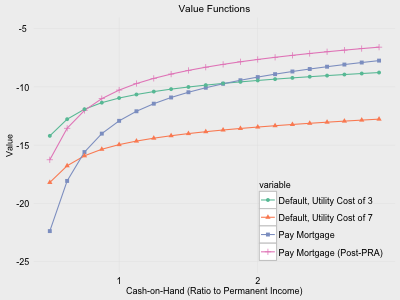 Value Functions
-5
-10
-15
-20
-25
Value
variable
Default, Utility Cost of 3
Default, Utility Cost of 7
Pay Mortgage
Pay Mortgage (Post-PRA)
1 2
Cash-on-Hand (Ratio to Permanent Income)